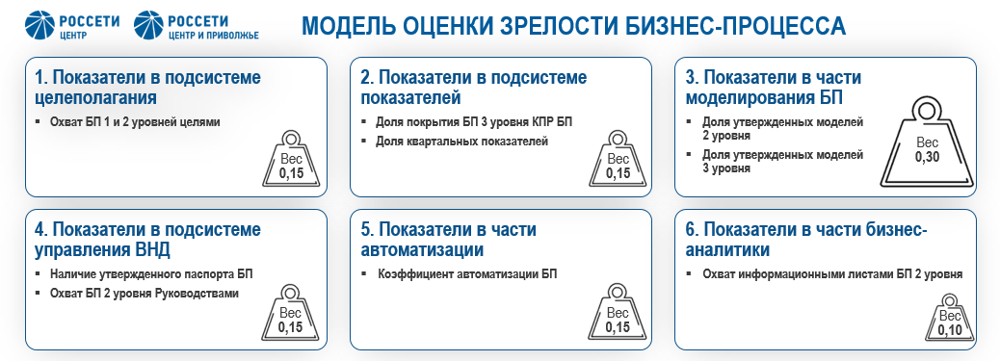 РОССЕТИ
ЦЕНТР
РОССЕТИ
ЦЕНТР И ПРИВОЛЖЬЕ
МОДЕЛЬ ОЦЕНКИ ЗРЕЛОСТИ БИЗНЕС-ПРОЦЕССА
1. Показатели в подсистеме
целеполагания
▪ Охват БП 1 и 2 уровней целями
Вес
0,15
2. Показатели в подсистеме
показателей
▪ Доля покрытия БП 3 уровня КПР БП
▪ Доля квартальных показателей
Вес
0,15
3. Показатели в части
моделирования БП
▪ Доля утвержденных моделей
2 уровня
▪ Доля утвержденных моделей
3 уровня
Вес
0,30
4. Показатели в подсистеме
управления ВНД
▪ Наличие утвержденного паспорта БП
▪ Охват БП 2 уровня Руководствами
Вес
0,15
5. Показатели в части
автоматизации
▪ Коэффициент автоматизации БП
Вес
0,15
6. Показатели в части бизнес-
аналитики
▪ Охват информационными листами БП 2 уровня
Вес
0,10